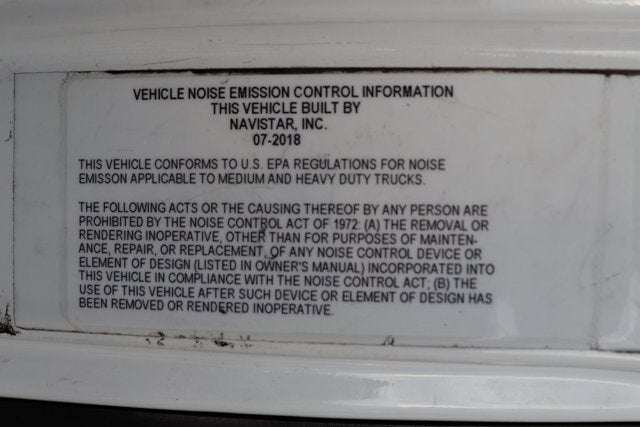 VEHICLE NOISE EMISSION CONTROL INFORMATION
THIS VEHICLE BUILT BY
NAVISTAR, INC.
07-2018
THIS VEHICLE CONFORMS TO U.S. EPA REGULATIONS FOR NOISE
EMISSON APPLICABLE TO MEDIUM AND HEAVY DUTY TRUCKS.
THE FOLLOWING ACTS OR THE CAUSING THEREOF BY ANY PERSON ARE
PROHIBITED BY THE NOISE CONTROL ACT OF 1972: (A) THE REMOVAL OR
RENDERING INOPERATIVE, OTHER THAN FOR PURPOSES OF MAINTEN-
ANCE, REPAIR, OR REPLACEMENT, OF ANY NOISE CONTROL DEVICE OR
ELEMENT OF DESIGN (LISTED IN OWNER'S MANUAL) INCORPORATED INTO
THIS VEHICLE IN COMPLIANCE WITH THE NOISE CONTROL ACT; (B) THE
USE OF THIS VEHICLE AFTER SUCH DEVICE OR ELEMENT OF DESIGN HAS
BEEN REMOVED OR RENDERED INOPERATIVE.